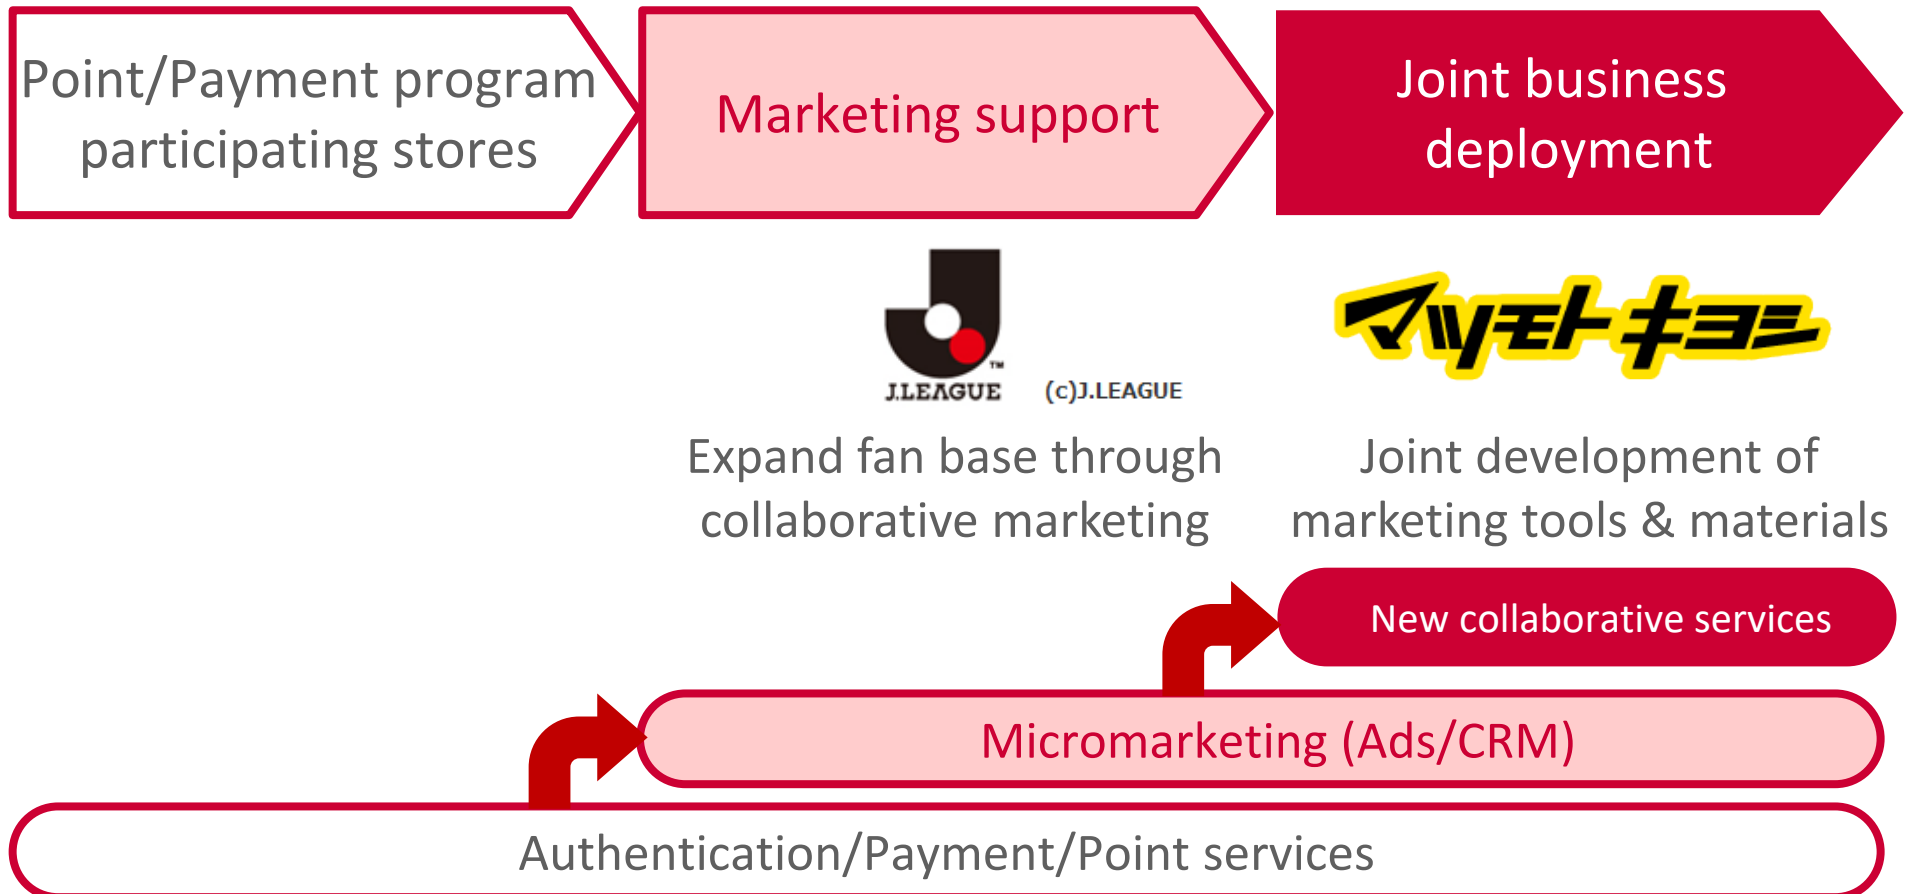 Point/Payment program
participating stores
Marketing support
Joint business
deployment
J.LEAGUE
TM
(c)J.LEAGUE
マツモトキヨシ
Expand fan base through
collaborative marketing
Joint development of
marketing tools & materials
New collaborative services
Micromarketing (Ads/CRM)
Authentication/Payment/Point services